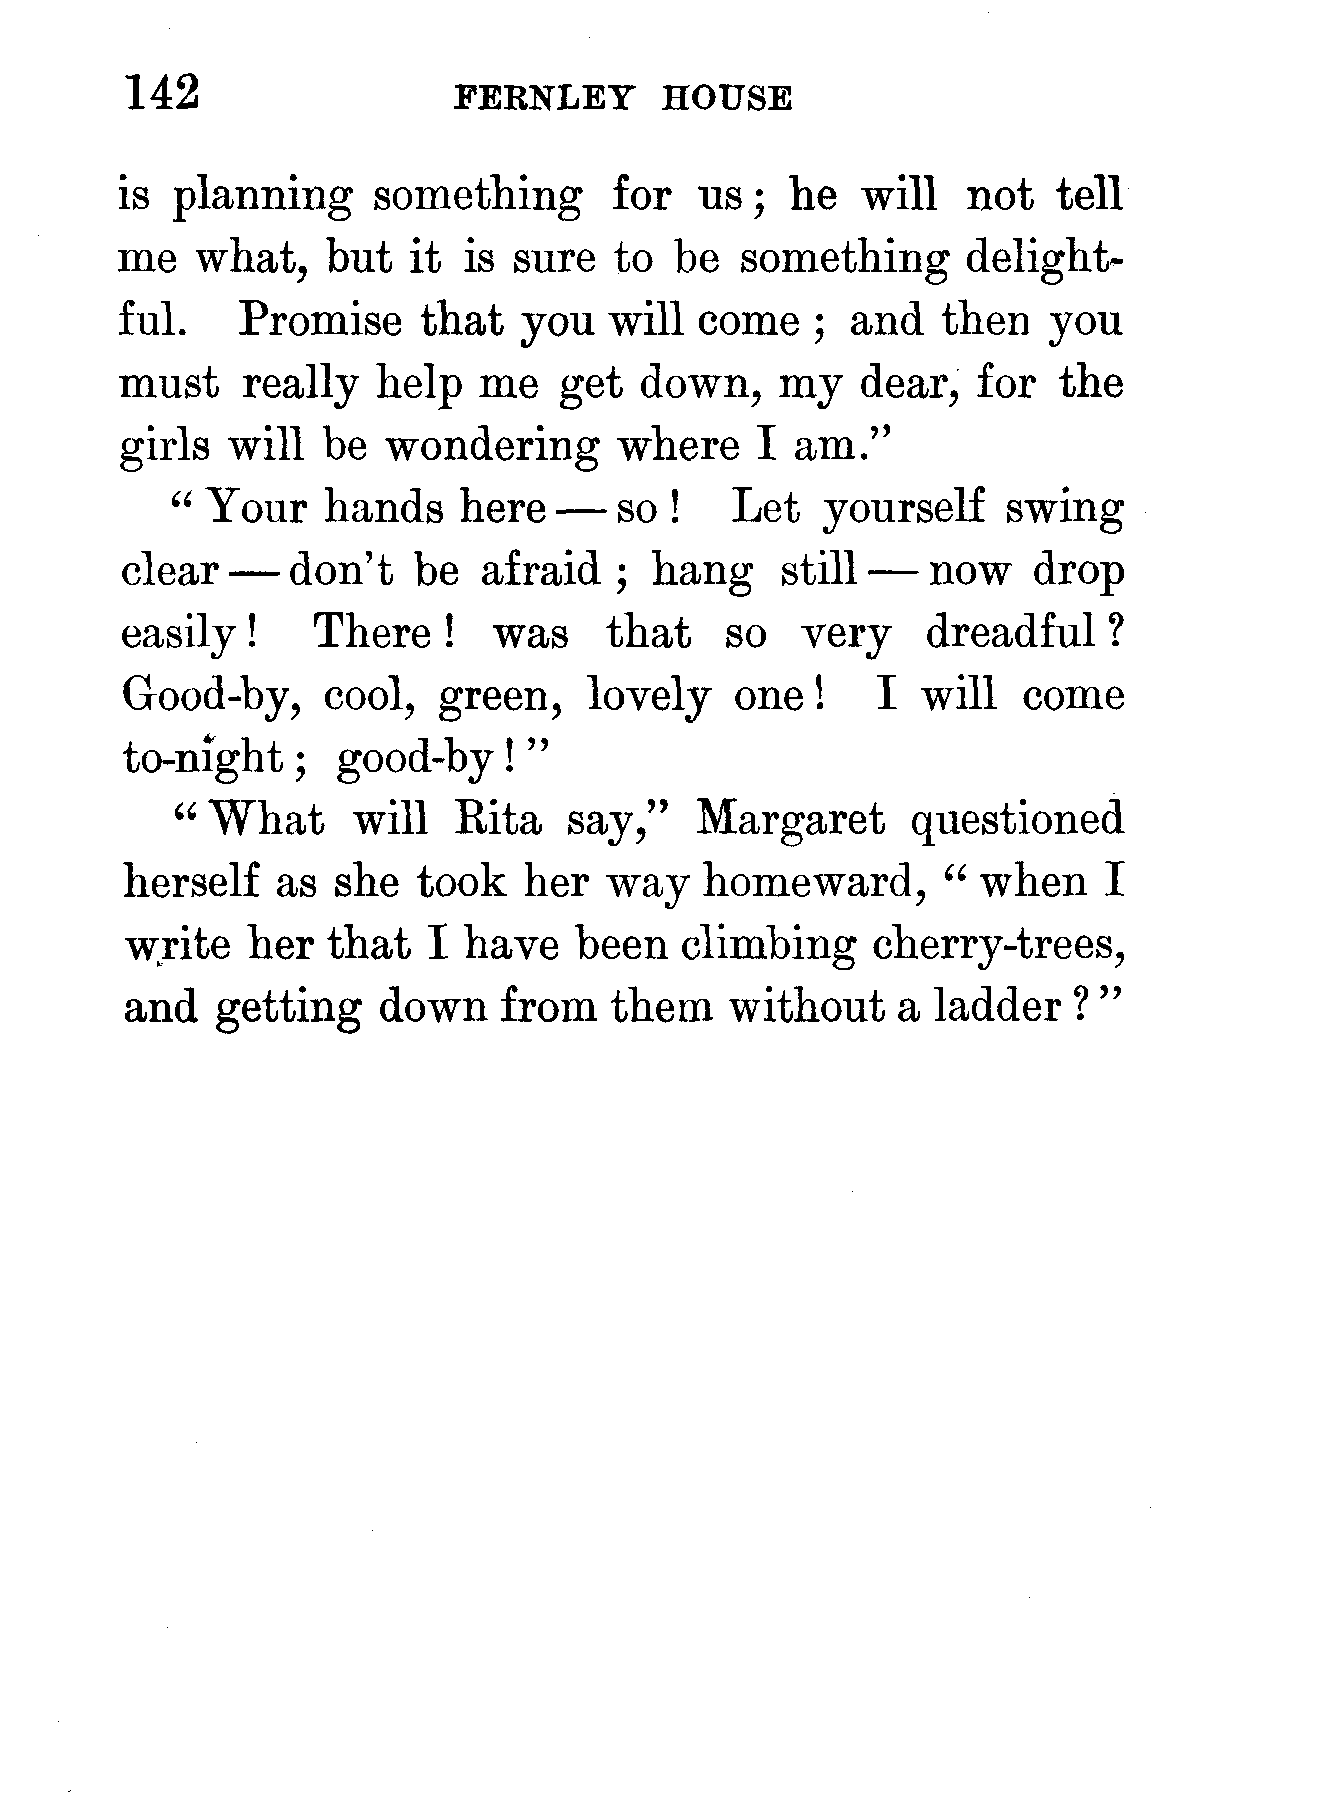 142 FERNLEY HOUSE
is planning something for us; he will not tell
me what, but it is sure to be something delight-
ful. Promise that you will come; and then you
must really help me get down, my dear, for the
girls will be wondering where I am."
"Your hands here—so! Let yourself swing
clear—don't be afraid; hang still—now drop
easily! There! was that so very dreadful?
Good-by, cool, green, lovely one! I will come
to-night; good-by!"
"What will Rita say," Margaret questioned
herself as she took her way homeward, "when I
write her that I have been climbing cherry-trees,
and getting down from them without a ladder?"